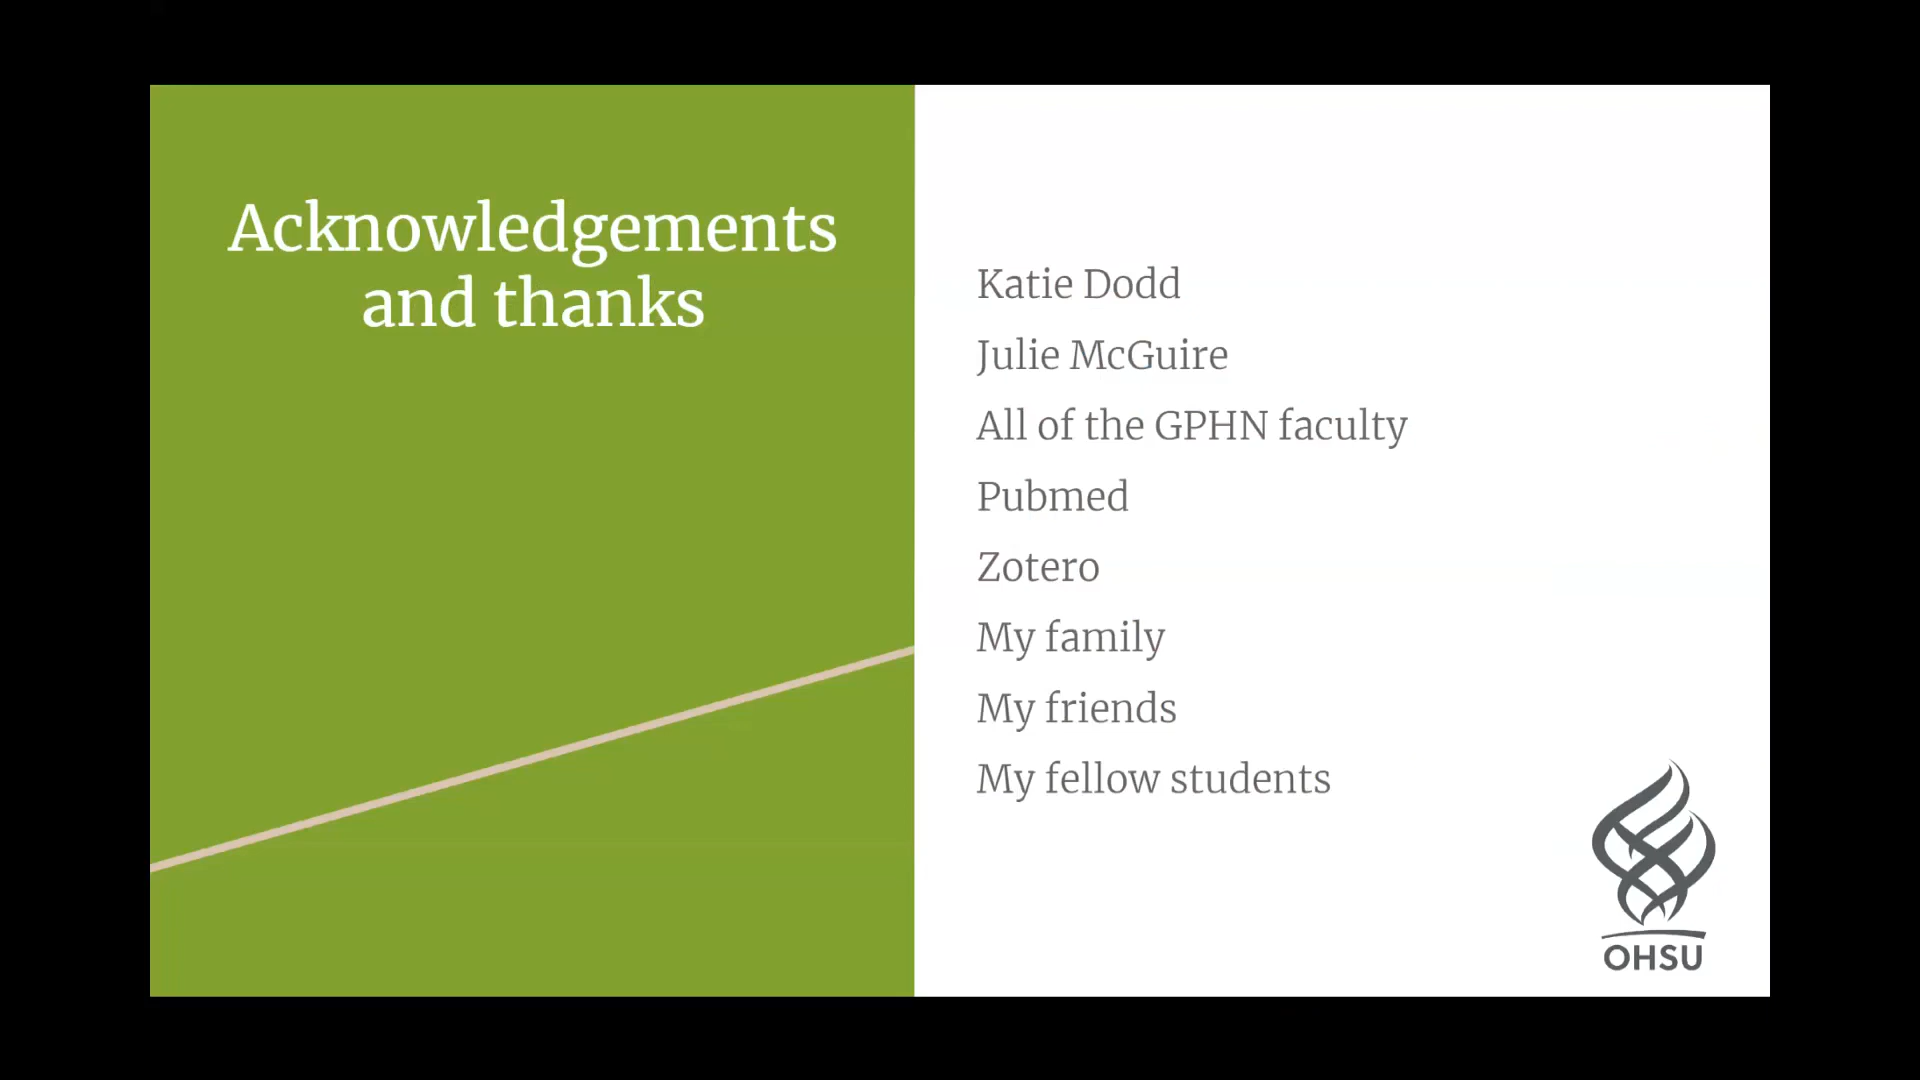 Acknowledgements
and thanks
Katie Dodd
Julie McGuire
All of the GPHN faculty
Pubmed
Zotero
My family
My friends
My fellow students
OHSU